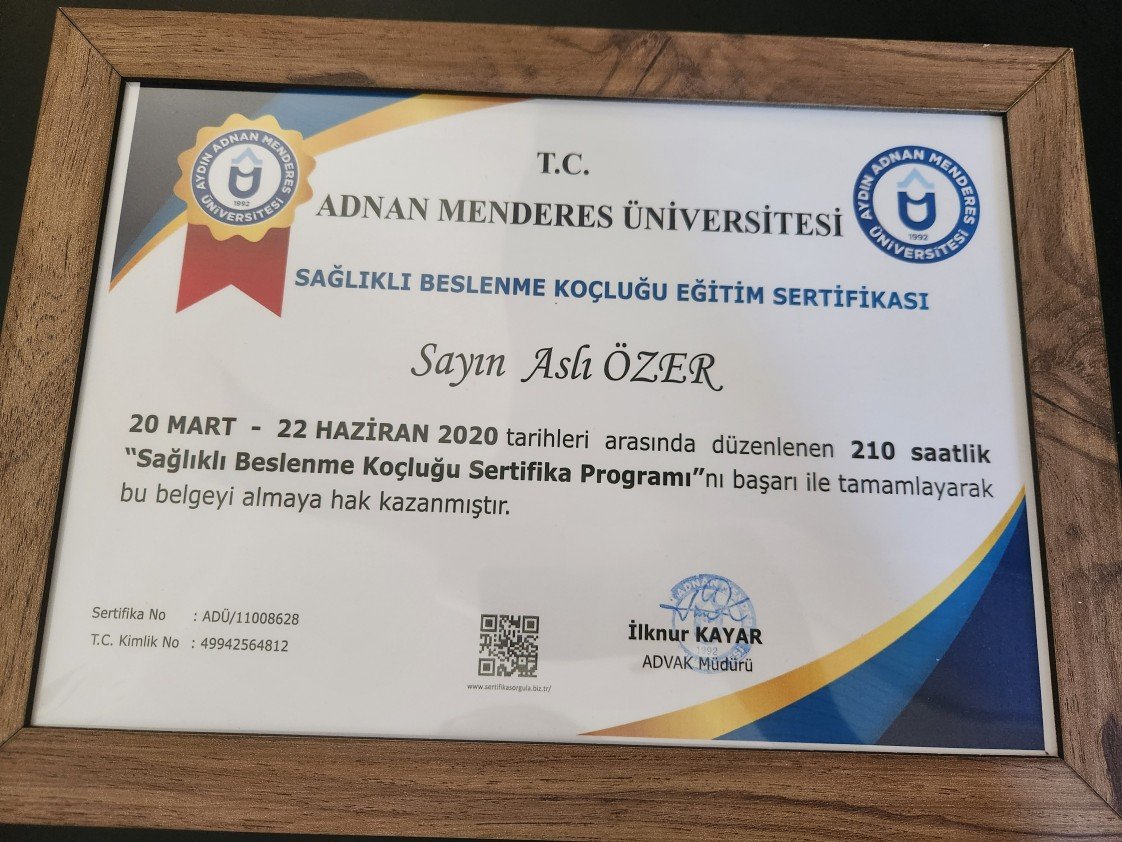 AYDIN ADNAN MENDERES ÜNİVERSİTESİ
1992
T.C.
ADNAN MENDERES ÜNİVERSİTESİ
AYDIN ADNAN MENDERES ÜNİVERSİTESİ
1992
SAĞLIKLI BESLENME KOÇLUĞU EĞİTİM SERTİFİKASI
Sayın Aslı ÖZER
20 MART - 22 HAZİRAN 2020 tarihleri arasında düzenlenen 210 saatlik
“Sağlıklı Beslenme Koçluğu Sertifika Programı”nı başarı ile tamamlayarak
bu belgeyi almaya hak kazanmıştır.
Sertifika No : ADÜ/11008628
T.C. Kimlik No : 49942564812
www.sertifikasorgula.biz.tr/
ADNAN
İlknur KAYAR
1992
ADVAK Müdürü